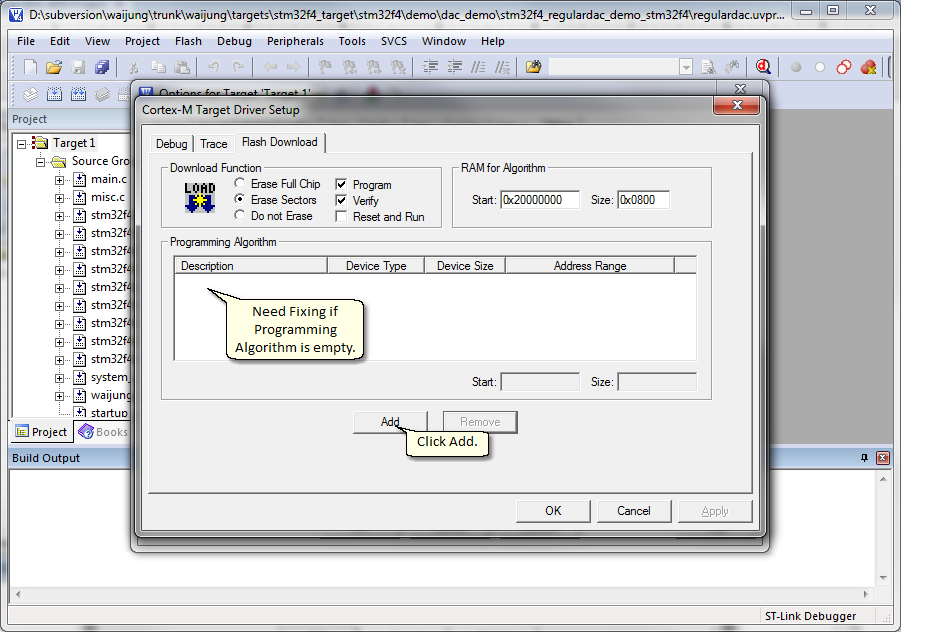 D:\subversion\waijung\trunk\waijung\targets\stm32f4_target\stm32f4\demo\dac_demo\stm32f4_regulardac_demo_stm32f4\regulardac.uvpr...
File Edit View Project Flash Debug Peripherals Tools SVCS Window Help
Options for Target 'Target 1'
Project
Cortex-M Target Driver Setup
Target 1
Source Gro
main.c
misc.c
stm32f4
stm32f4
stm32f4
stm32f4
stm32f4
stm32f4
stm32f4
stm32f4
stm32f4
system_
waijung
startup
Project
Books
Debug Trace Flash Download
Download Function
LOAD
Erase Full Chip
Erase Sectors
Do not Erase
Program
Verify
Reset and Run
RAM for Algorithm
Start: 0x20000000 Size: 0x0800
Programming Algorithm
Description Device Type Device Size Address Range
Need Fixing if
Programming
Algorithm is empty.
Start: Size:
Add Remove
Click Add.
OK Cancel Apply
Build Output
ST-Link Debugger